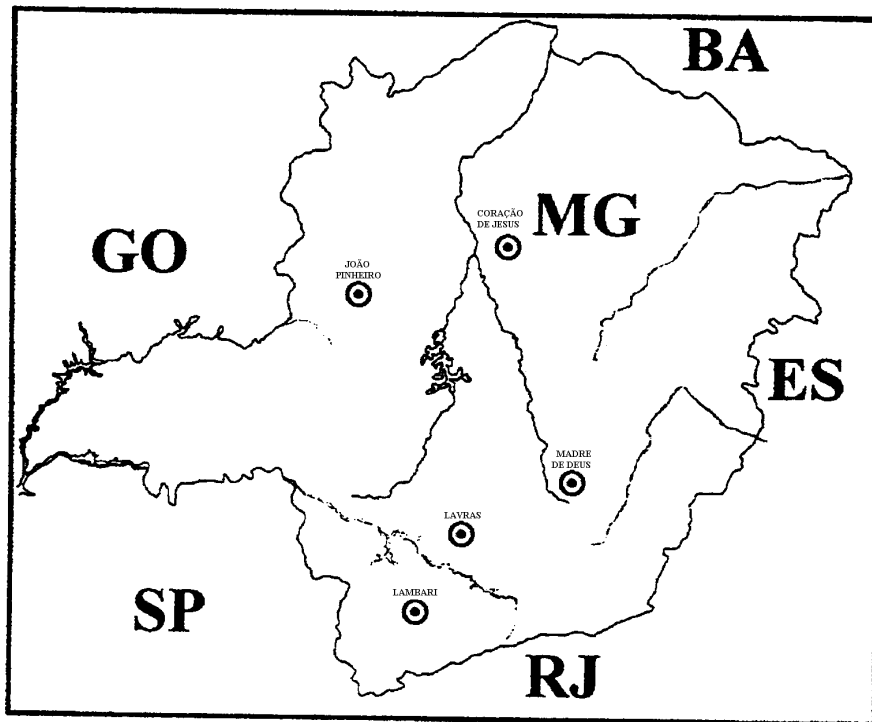 BA
CORAÇÃO
DE JESUS
MG
GO
JOÃO
PINHEIRO
ES
MADRE
DE DEUS
LAVRAS
SP
LAMBARI
RJ